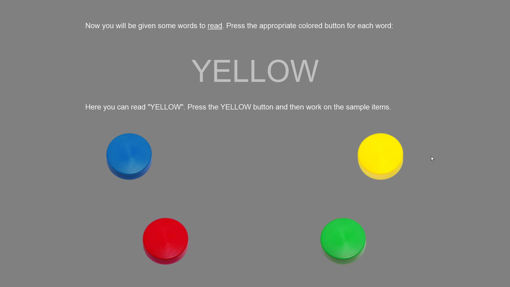 Now you will be given some words to read. Press the appropriate colored button for each word:
YELLOW
Here you can read "YELLOW". Press the YELLOW button and then work on the sample items.